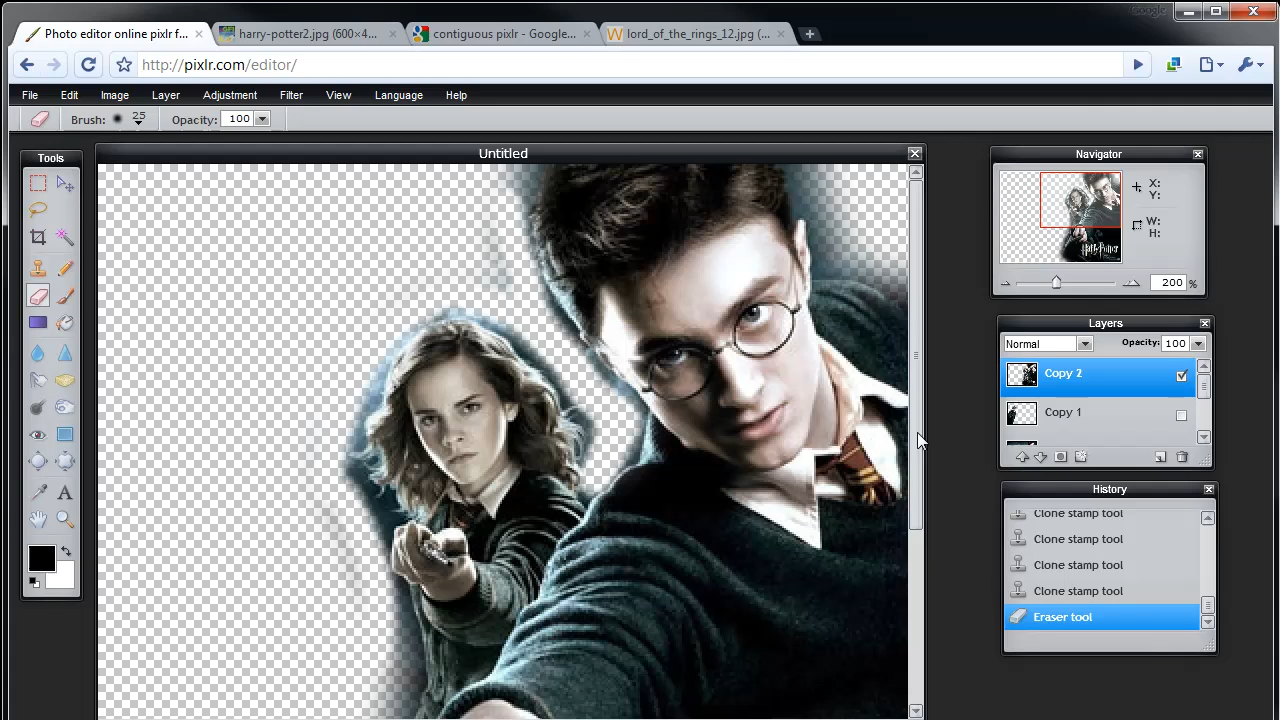 Google
Photo editor online pixlr f...
harry-potter2.jpg (600×4...
contiguous pixlr - Google...
lord_of_the_rings_12.jpg (...
http://pixlr.com/editor/
File Edit Image Layer Adjustment Filter View Language Help
Brush: 25 Opacity: 100
Tools
Untitled
Navigator
X:
Y:
W:
H:
Harry Potter
200 %
Layers
Normal Opacity: 100
Copy 2
Copy 1
History
Clone stamp tool
Clone stamp tool
Clone stamp tool
Clone stamp tool
Eraser tool
A